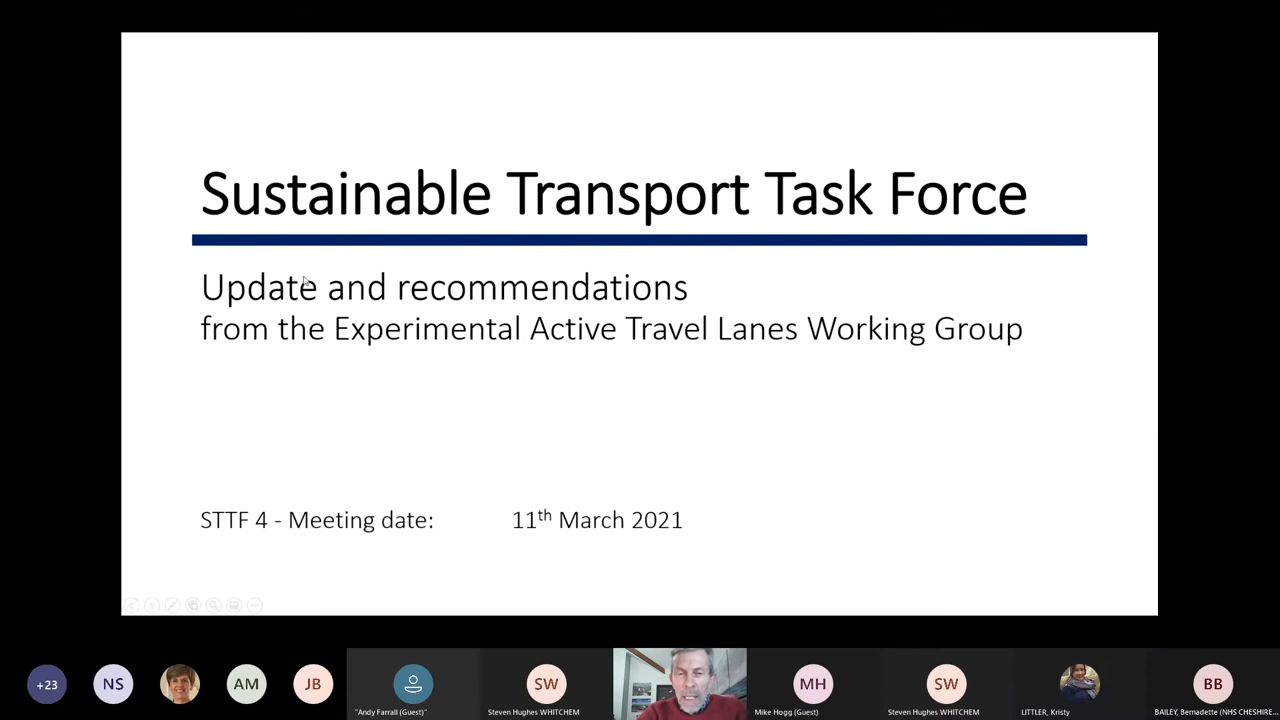 Sustainable Transport Task Force
Update and recommendations
from the Experimental Active Travel Lanes Working Group
STTF 4 - Meeting date: 11th March 2021
+23
NS
AM
JB
"Andy Farrall (Guest)"
SW
Steven Hughes WHITCHEM
MH
Mike Hogg (Guest)
SW
Steven Hughes WHITCHEM
LITTLER, Kristy
BB
BAILEY, Bernadette (NHS CHESHIRE...